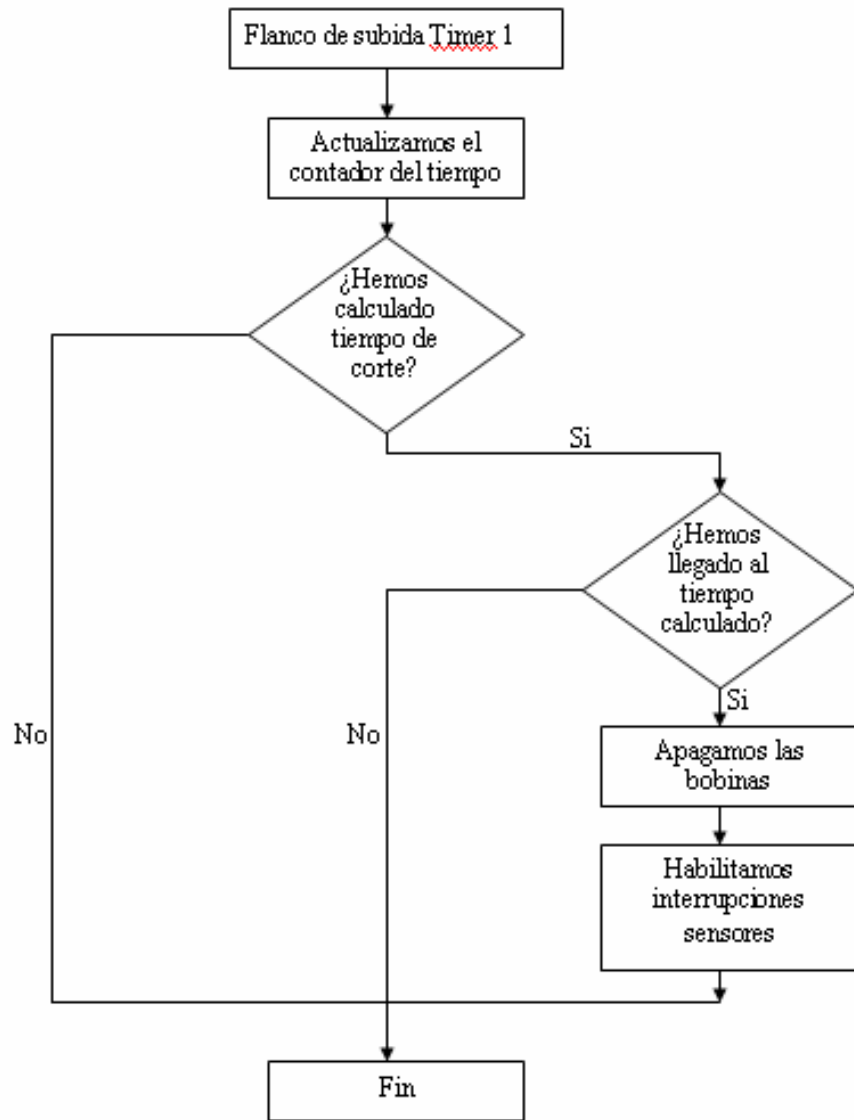 Flanco de subida Timer 1
Actualizamos el
contador del tiempo
¿Hemos
calculado
tiempo de
corte?
Si
¿Hemos
llegado al
tiempo
calculado?
Si
No
No
Apagamos las
bobinas
Habilitamos
interrupciones
sensores
Fin